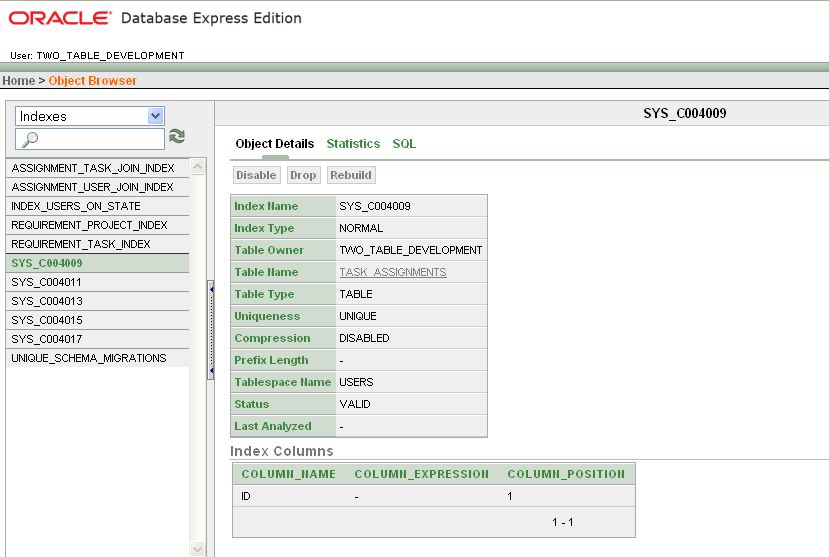 ORACLE® Database Express Edition
User: TWO_TABLE_DEVELOPMENT
Home > Object Browser
Indexes
ASSIGNMENT_TASK_JOIN_INDEX
ASSIGNMENT_USER_JOIN_INDEX
INDEX_USERS_ON_STATE
REQUIREMENT_PROJECT_INDEX
REQUIREMENT_TASK_INDEX
SYS_C004009
SYS_C004011
SYS_C004013
SYS_C004015
SYS_C004017
UNIQUE_SCHEMA_MIGRATIONS
SYS_C004009
Object Details Statistics SQL
Disable Drop Rebuild
Index Name SYS_C004009
Index Type NORMAL
Table Owner TWO_TABLE_DEVELOPMENT
Table Name TASK_ASSIGNMENTS
Table Type TABLE
Uniqueness UNIQUE
Compression DISABLED
Prefix Length -
Tablespace Name USERS
Status VALID
Last Analyzed -
Index Columns
COLUMN_NAME COLUMN_EXPRESSION COLUMN_POSITION
ID - 1
1 - 1